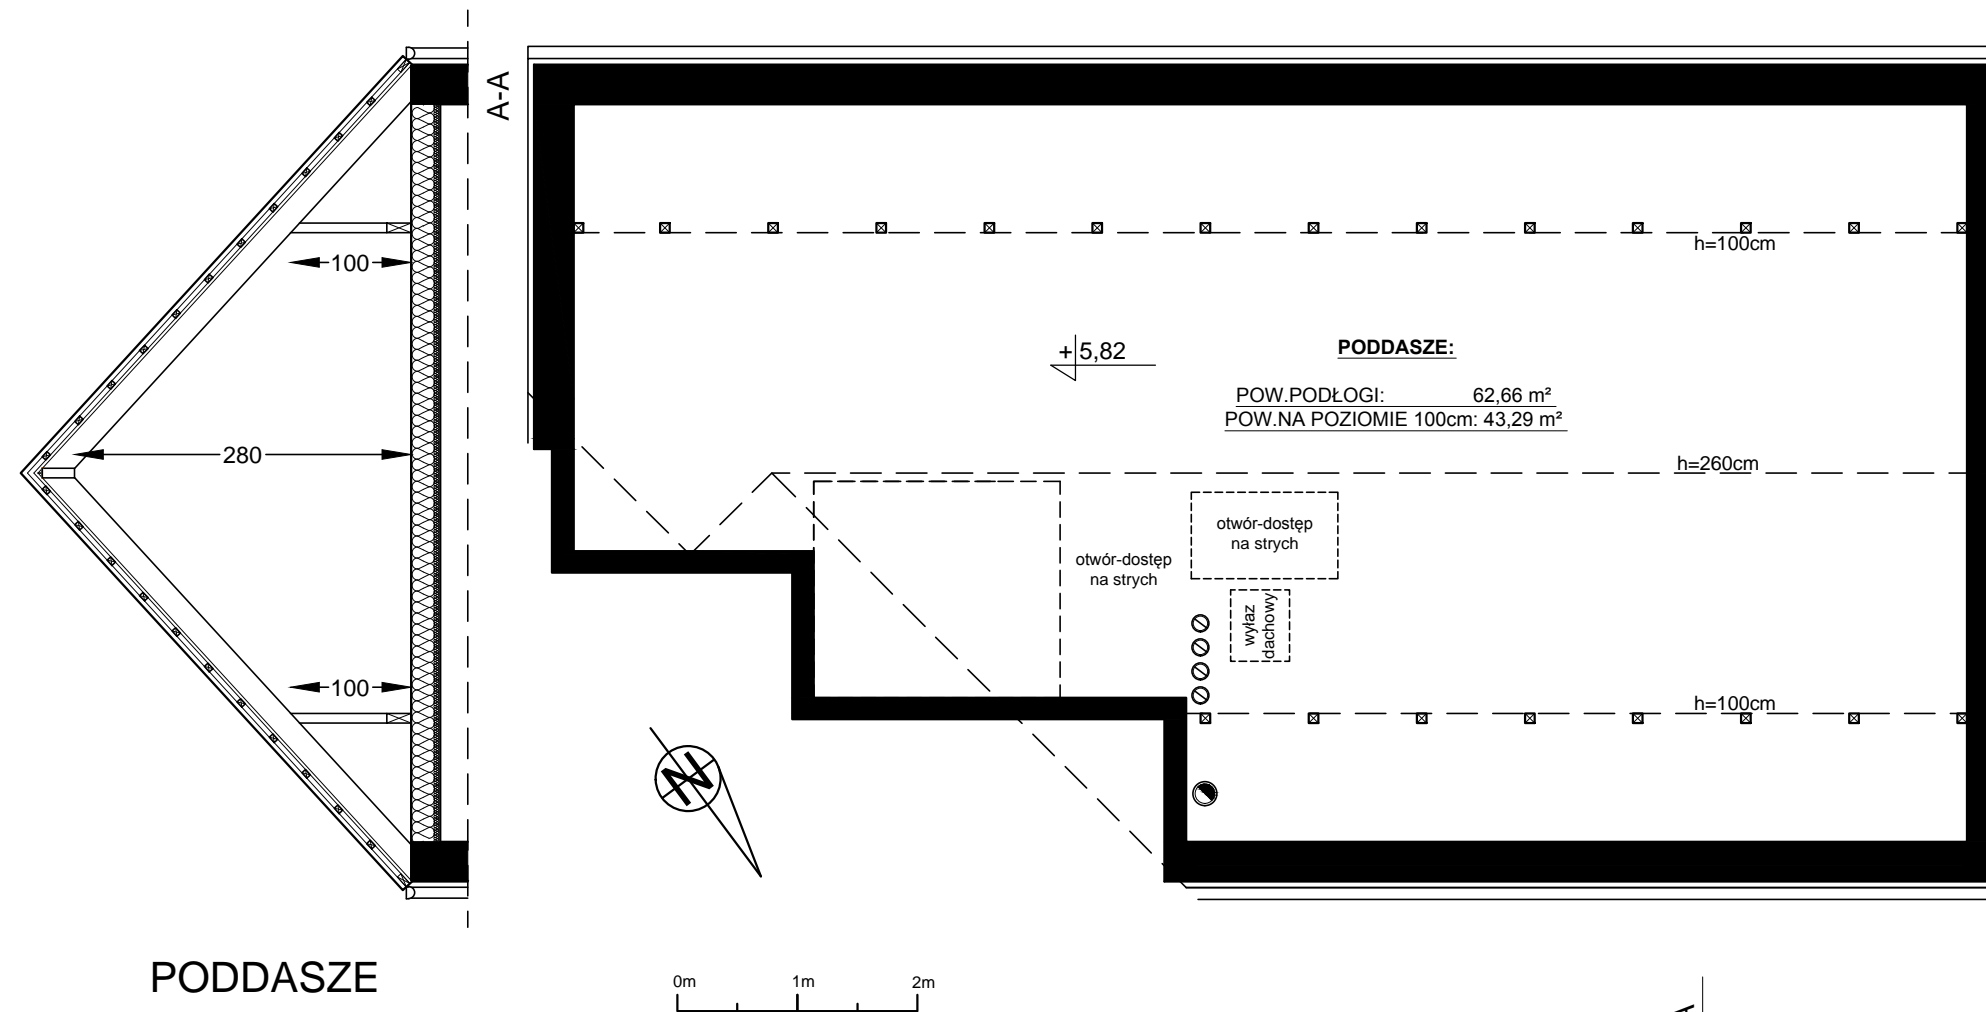 A-A
100
280
100
h=100cm
+5,82
PODDASZE:
POW.PODŁOGI: 62,66 m²
POW.NA POZIOMIE 100cm: 43,29 m²
h=260cm
otwór-dostęp
na strych
otwór-dostęp
na strych
wyłaz
dachowy
h=100cm
N
PODDASZE
0m 1m 2m
A